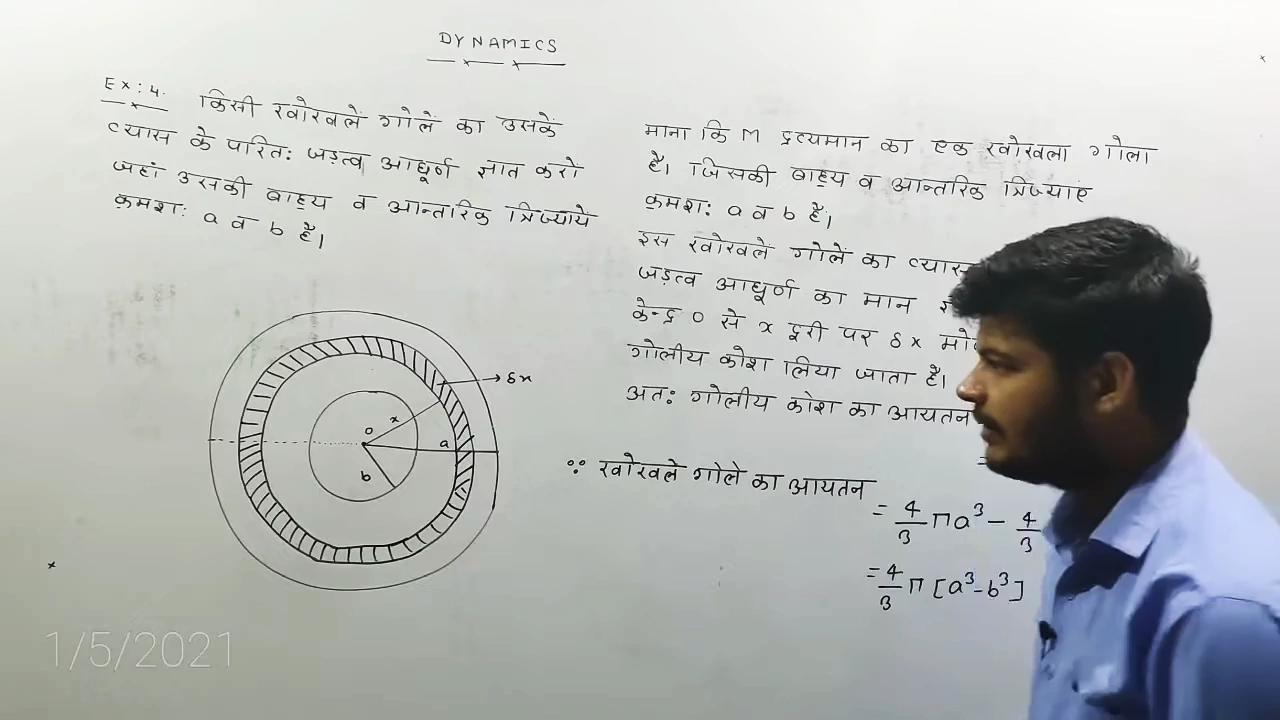 DYNAMICS
Ex: 4. किसी खोखलें गोलें का उसकें
व्यास के परित: जड़त्व आधूर्ण ज्ञात करों
जहां उसकी बाह्य व आन्तरिक त्रिज्यायें
क्रमश: a व b हैं।
δx
x
o
a
b
माना कि M द्रव्यमान का एक खोखला गोला
है। जिसकी बाह्य व आन्तरिक त्रिज्याएं
क्रमश: a व b हैं।
इस खोखलें गोलें का व्यास
जड़त्व आधूर्ण का मान
केन्द्र O से x दूरी पर δx
गोलीय कोश लिया जाता हैं।
अत: गोलीय कोश का आयतन
∵ खोखले गोले का आयतन
= 4/3 πa³ - 4/3
= 4/3 π [a³-b³]
1/5/2021